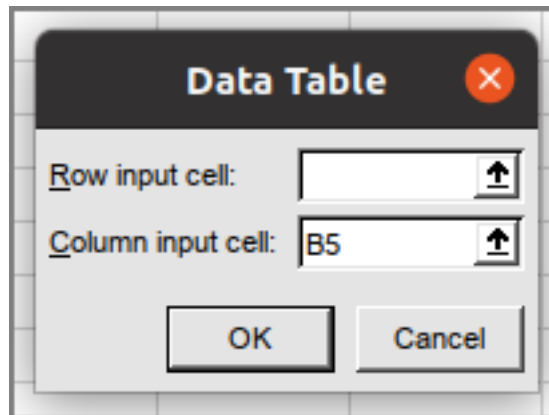 Data Table
Row input cell:
Column input cell: B5
OK Cancel